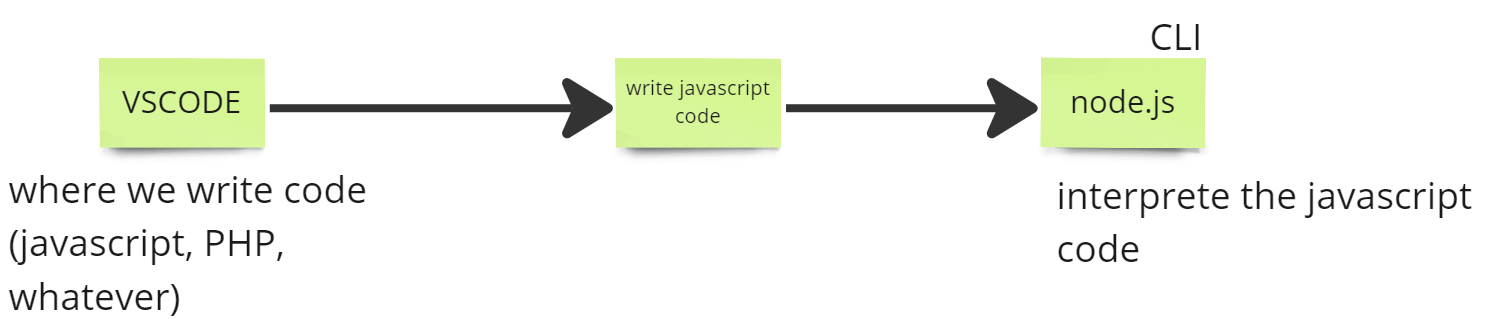 CLI
VSCODE
write javascript
code
node.js
where we write code
(javascript, PHP,
whatever)
interprete the javascript
code